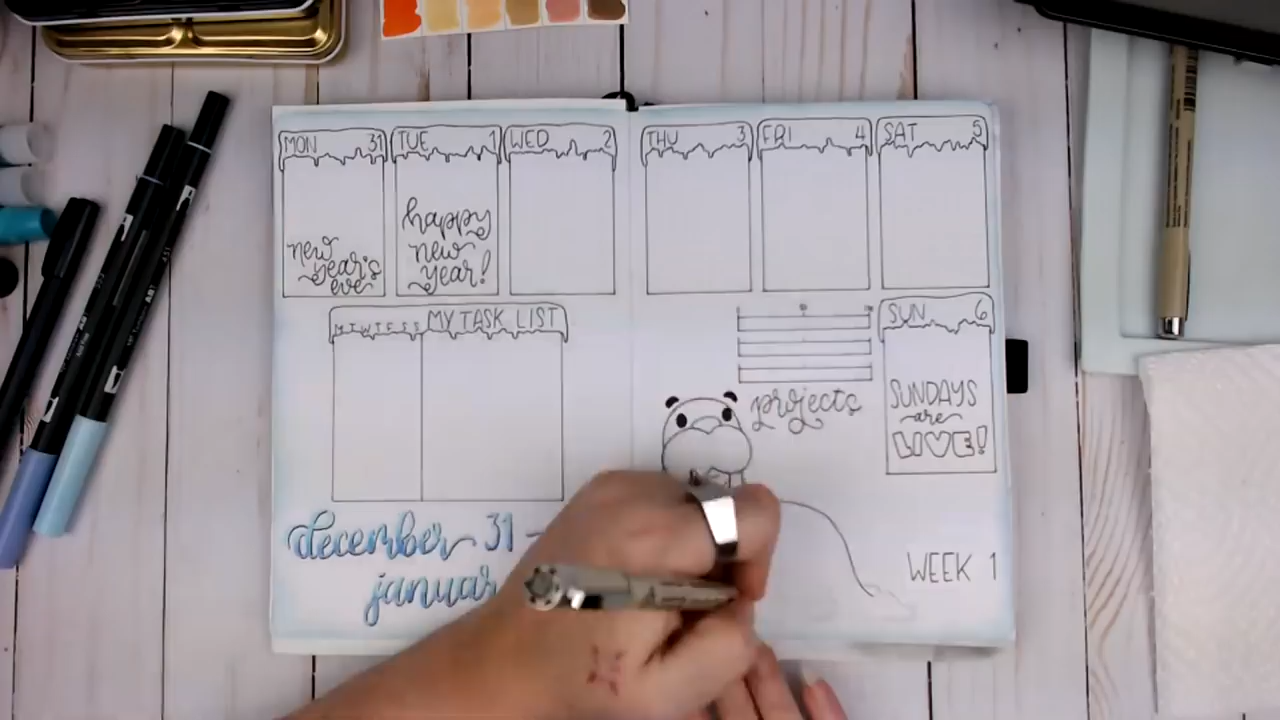 MON 31
TUE 1
WED 2
THU 3
FRI 4
SAT 5
new
year's
eve
happy
new
year!
M T W T F S S MY TASK LIST
SUN 6
projects
SUNDAYS
are
LIVE!
december 31 -
januar
WEEK 1